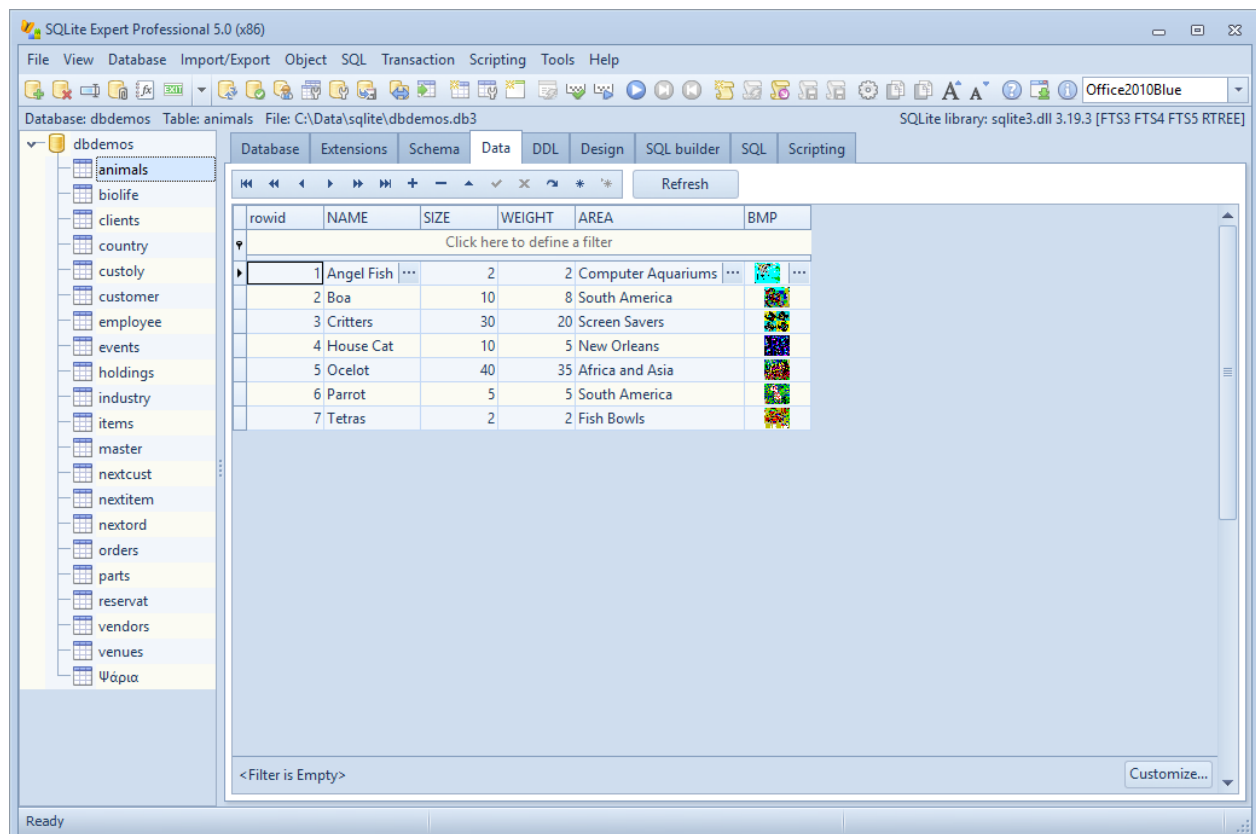 SQLite Expert Professional 5.0 (x86)
File View Database Import/Export Object SQL Transaction Scripting Tools Help
Office2010Blue
Database: dbdemos Table: animals File: C:\Data\sqlite\dbdemos.db3 SQLite library: sqlite3.dll 3.19.3 [FTS3 FTS4 FTS5 RTREE]
dbdemos
animals
biolife
clients
country
custoly
customer
employee
events
holdings
industry
items
master
nextcust
nextitem
nextord
orders
parts
reservat
vendors
venues
Ψάρια
Database Extensions Schema Data DDL Design SQL builder SQL Scripting
Refresh
rowid NAME SIZE WEIGHT AREA BMP
Click here to define a filter
1 Angel Fish ... 2 2 Computer Aquariums ... ...
2 Boa 10 8 South America
3 Critters 30 20 Screen Savers
4 House Cat 10 5 New Orleans
5 Ocelot 40 35 Africa and Asia
6 Parrot 5 5 South America
7 Tetras 2 2 Fish Bowls
<Filter is Empty> Customize...
Ready